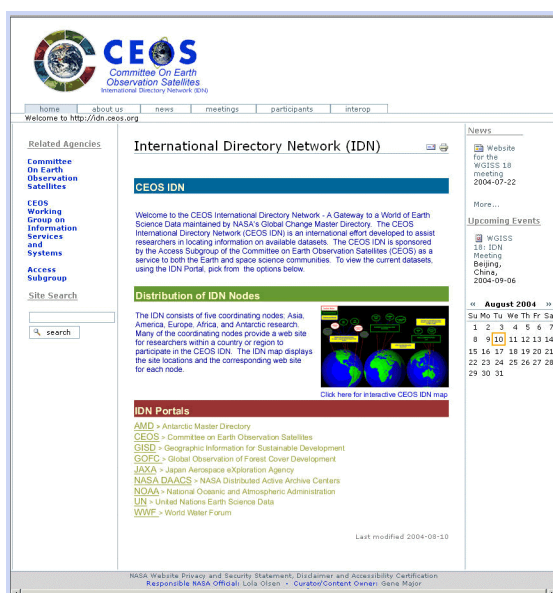 CEOS
Committee On Earth
Observation Satellites
International Directory Network (IDN)
home about us news meetings participants interop
Welcome to http://idn.ceos.org
Related Agencies
Committee
On Earth
Observation
Satellites
CEOS
Working
Group on
Information
Services
and
Systems
Access
Subgroup
Site Search
search
International Directory Network (IDN)
CEOS IDN
Welcome to the CEOS International Directory Network - A Gateway to a World of Earth
Science Data maintained by NASA's Global Change Master Directory. The CEOS
International Directory Network (CEOS IDN) is an international effort developed to assist
researchers in locating information on available datasets. The CEOS IDN is sponsored
by the Access Subgroup of the Committee on Earth Observation Satellites (CEOS) as a
service to both the Earth and space science communities. To view the current datasets,
using the IDN Portal, pick from the options below.
Distribution of IDN Nodes
The IDN consists of five coordinating nodes; Asia,
America, Europe, Africa, and Antarctic research.
Many of the coordinating nodes provide a web site
for researchers within a country or region to
participate in the CEOS IDN. The IDN map displays
the site locations and the corresponding web site
for each node.
Click here for interactive CEOS IDN map
IDN Portals
AMD > Antarctic Master Directory
CEOS > Committee on Earth Observation Satellites
GISD > Geographic Information for Sustainable Development
GOFC > Global Observation of Forest Cover Development
JAXA > Japan Aerospace eXploration Agency
NASA DAACS > NASA Distributed Active Archive Centers
NOAA > National Oceanic and Atmospheric Administration
UN > United Nations Earth Science Data
WWF > World Water Forum
Last modified 2004-08-10
News
Website
for the
WGISS 18
meeting
2004-07-22
More...
Upcoming Events
WGISS
18: IDN
Meeting
Beijing,
China,
2004-09-06
« August 2004 »
Su Mo Tu We Th Fr Sa
1 2 3 4 5 6 7
8 9 10 11 12 13 14
15 16 17 18 19 20 21
22 23 24 25 26 27 28
29 30 31
NASA Website Privacy and Security Statement, Disclaimer and Accessibility Certification
Responsible NASA Official: Lola Olsen • Curator/Content Owner: Gene Major